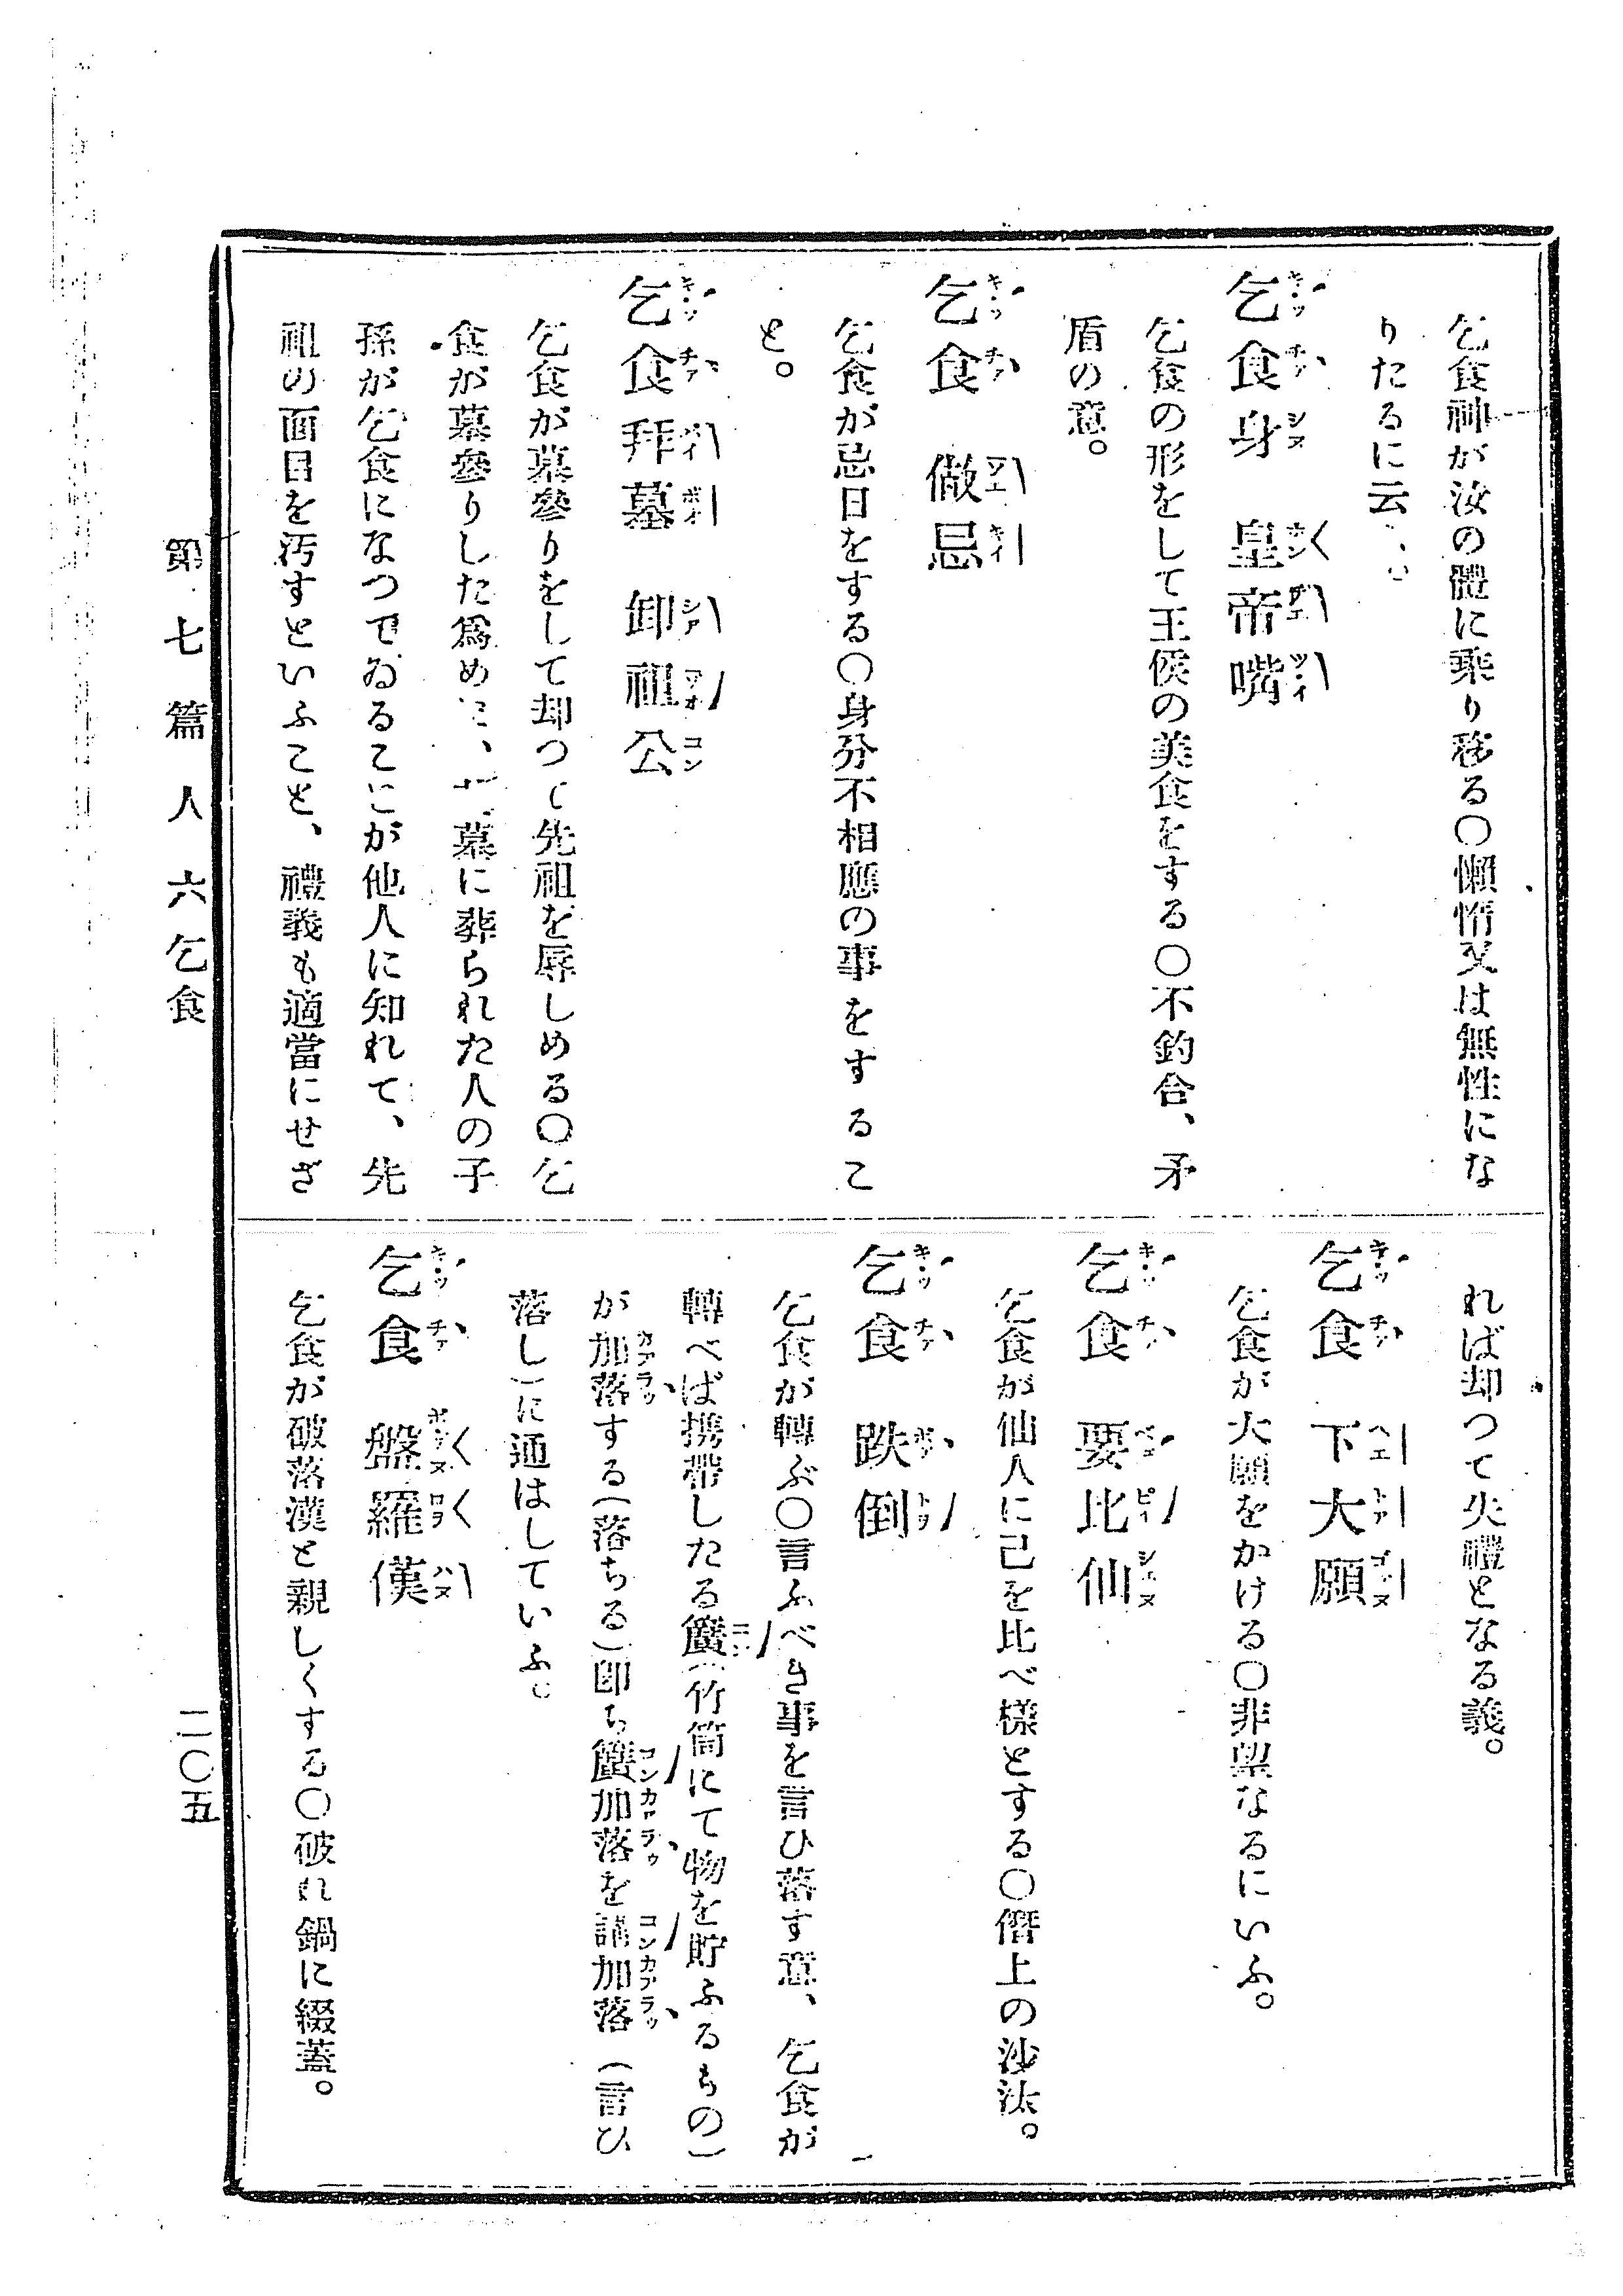 乞食神が汝の體に乘り移る〇懶惰又は無性にな
りたるに云ふ。
乞食身　皇帝嘴
乞食の形をして王侯の美食をする〇不釣合、矛
盾の意。
乞食　做忌
乞食が忌日をする〇身分不相應の事をするこ
と。
乞食拜墓　卸祖公
乞食が墓參りをして却つて先祖を辱しめる〇乞
食が墓參りした爲めに、墓に葬られた人の子
孫が乞食になつてゐることが他人に知れて、先
祖の面目を汚すといふこと、禮義も適當にせざ
れば却つて失禮となる義。
乞食　下大願
乞食が大願をかける〇非望なるにいふ。
乞食　要比仙
乞食が仙人に己を比べ樣とする〇僭上の沙汰。
乞食　跌倒
乞食が轉ぶ〇言ふべき事を言ひ落す意、乞食が
轉べば携帶したる(竹筒にて物を貯ふるもの)
が加落する(落ちる)卽ち加落を講加落(言ひ
落し)に通はしていふ。
乞食　盤羅漢
乞食が破落漢と親しくする〇破れ鍋に綴蓋。
第七篇　人　六乞食
二〇五